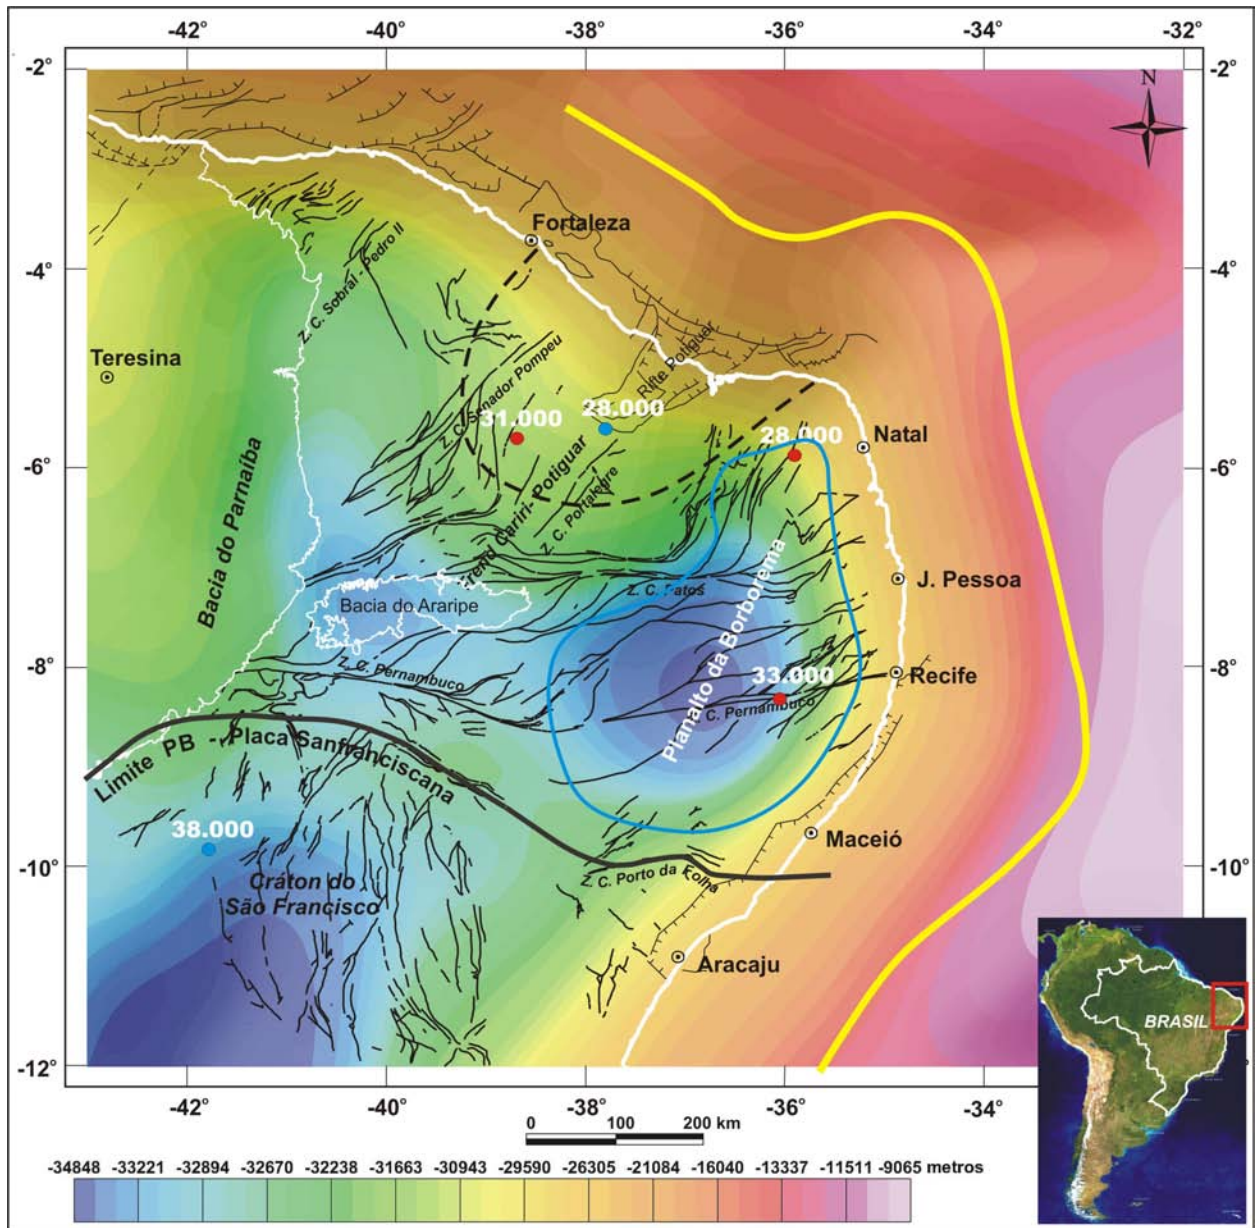 -42° -40° -38° -36° -34° -32°
-2° -2°
N
Fortaleza
Z. C. Sobral - Pedro II
-4° -4°
Rifte Potiguar
Teresina
Z. C. Senador Pompeu
31.000 28.000
28.000 Natal
Bacia do Parnaíba
-6° -6°
Trend Cariri- Potiguar
Z. C. Portalegre
Planalto da Borborema
J. Pessoa
Z. C. Patos
Bacia do Araripe
-8° -8°
Z. C. Pernambuco
33.000
Recife
C. Pernambuco
Limite PB - Placa Sanfranciscana
38.000
Maceió
-10° -10°
Z. C. Porto da Folha
Cráton do
São Francisco
Aracaju
BRASIL
-12°
-42° -40° -38° -36° -34°
0 100 200 km
-34848 -33221 -32894 -32670 -32238 -31663 -30943 -29590 -26305 -21084 -16040 -13337 -11511 -9065 metros